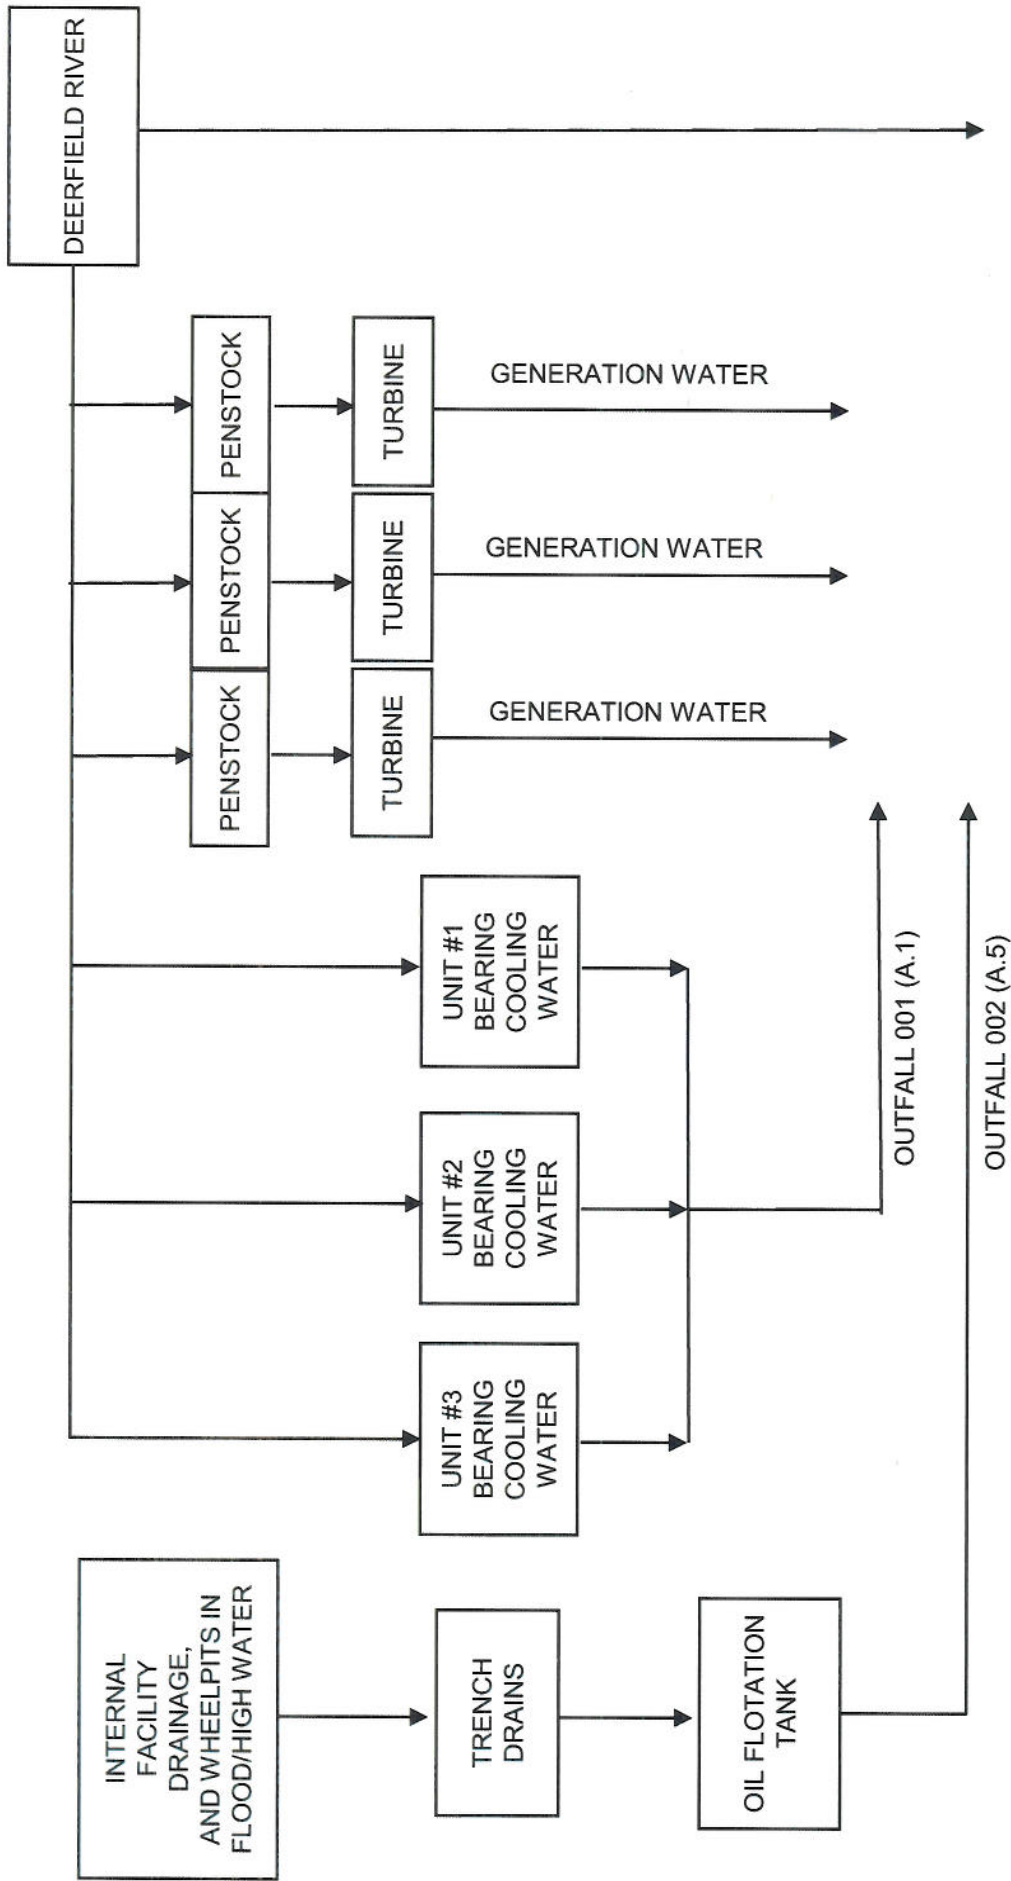 DEERFIELD RIVER
PENSTOCK
TURBINE
GENERATION WATER
PENSTOCK
TURBINE
GENERATION WATER
PENSTOCK
TURBINE
GENERATION WATER
UNIT #1
BEARING
COOLING
WATER
UNIT #2
BEARING
COOLING
WATER
UNIT #3
BEARING
COOLING
WATER
OUTFALL 001 (A.1)
INTERNAL
FACILITY
DRAINAGE,
AND WHEELPITS IN
FLOOD/HIGH WATER
TRENCH
DRAINS
OIL FLOTATION
TANK
OUTFALL 002 (A.5)